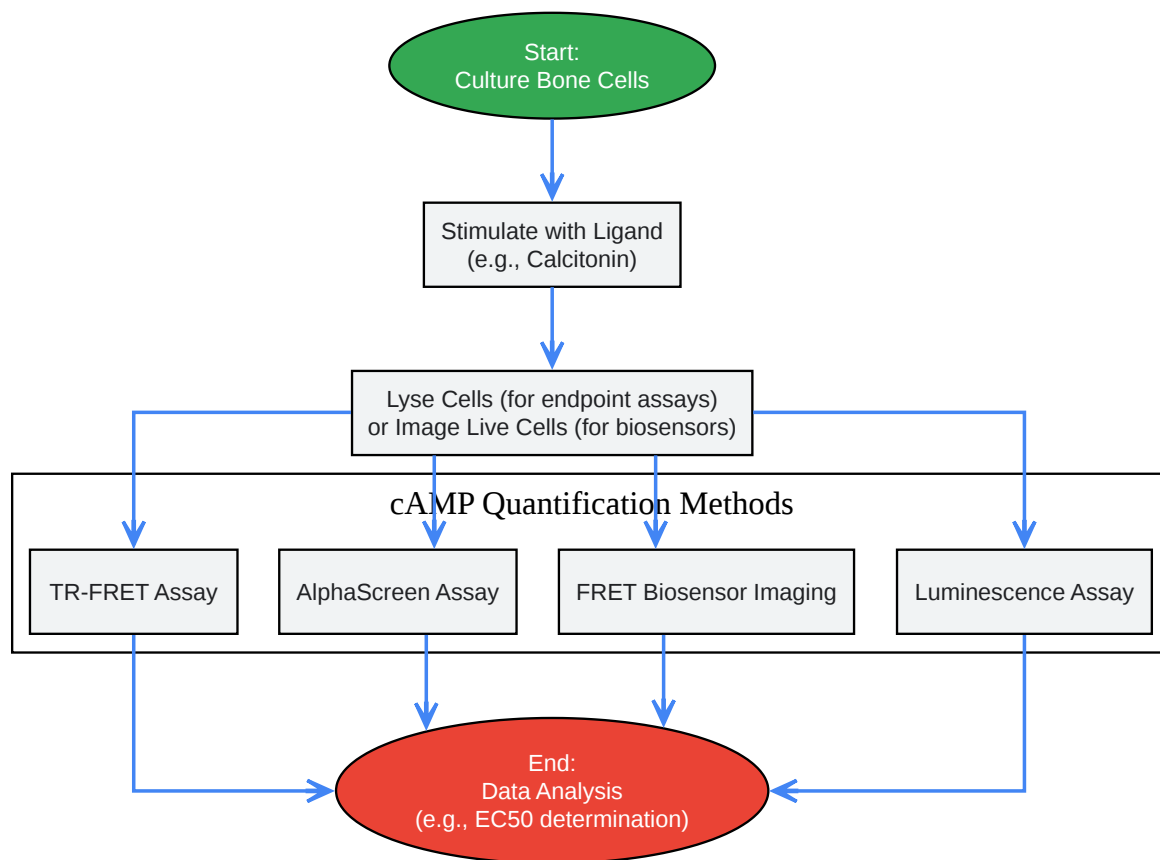 Start:
Culture Bone Cells
Stimulate with Ligand
(e.g., Calcitonin)
Lyse Cells (for endpoint assays)
or Image Live Cells (for biosensors)
cAMP Quantification Methods
TR-FRET Assay
AlphaScreen Assay
FRET Biosensor Imaging
Luminescence Assay
End:
Data Analysis
(e.g., EC50 determination)